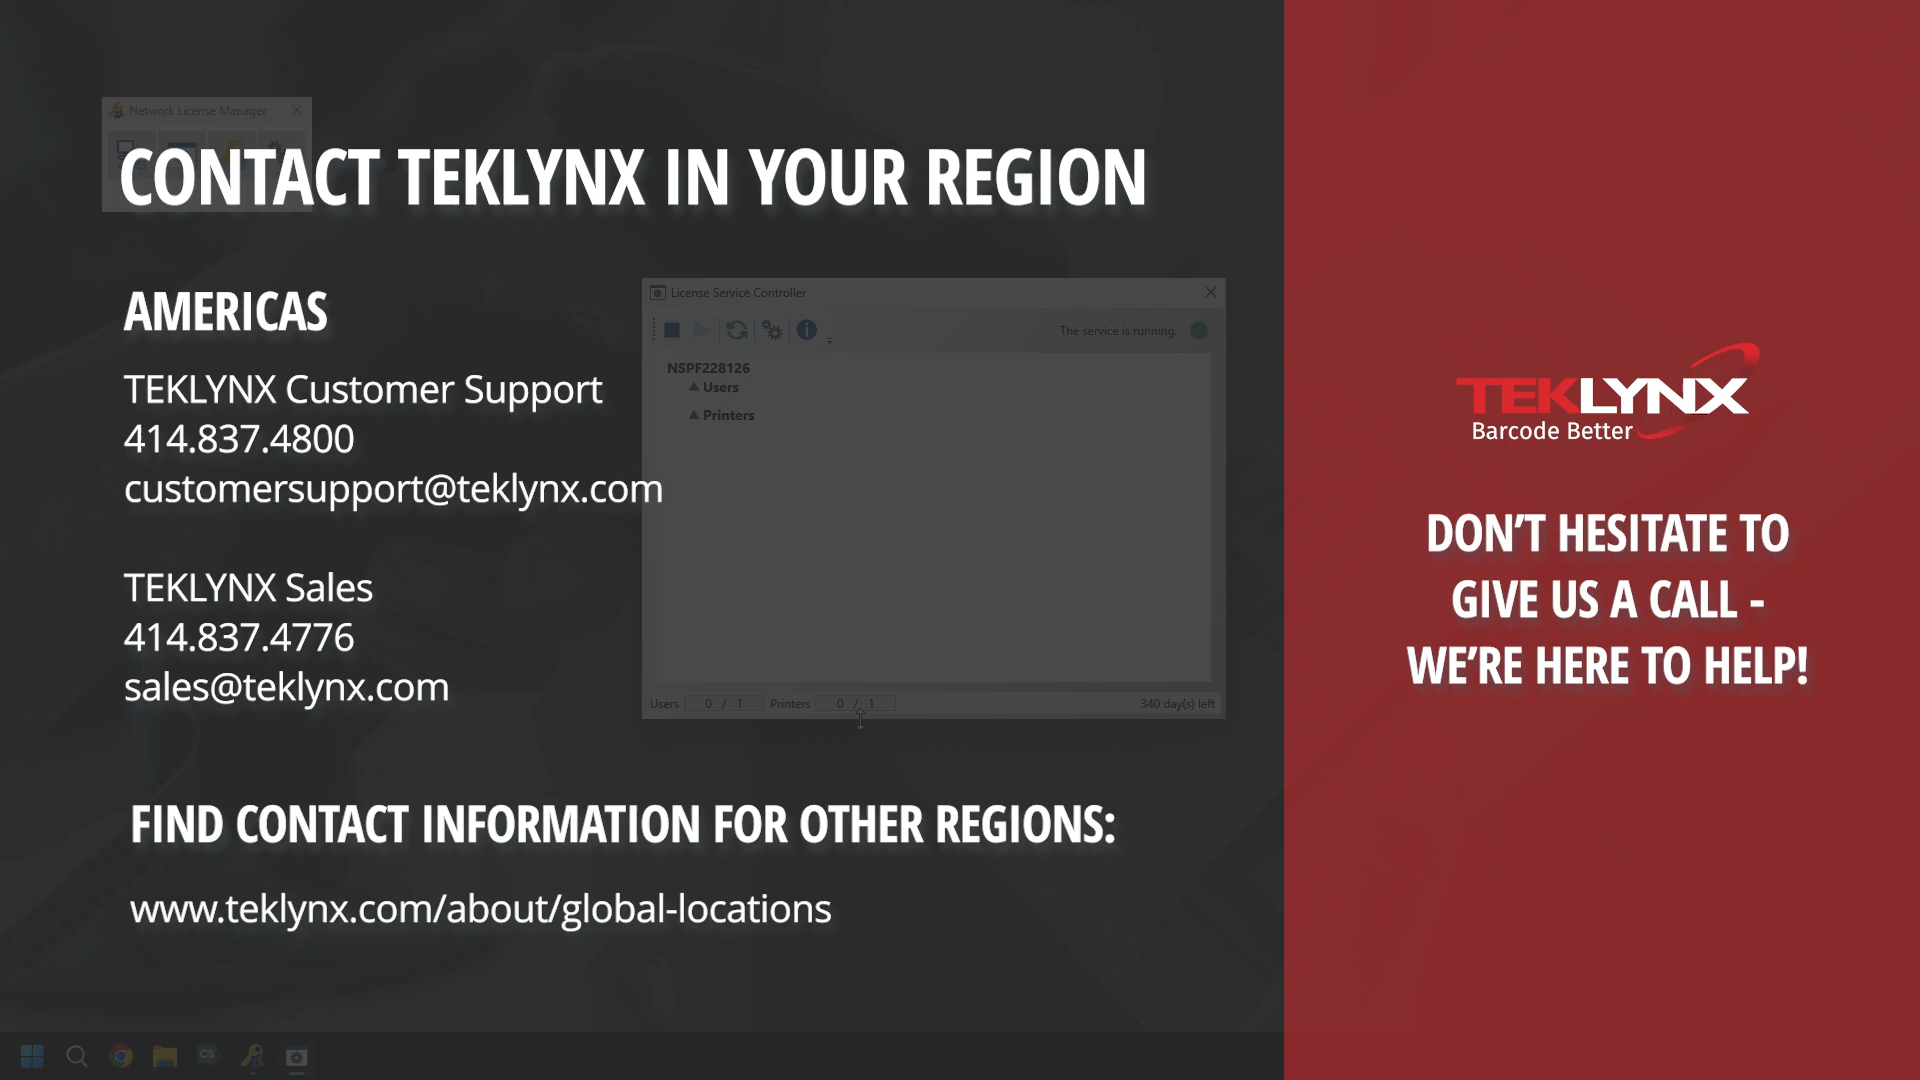 Network License Manager
CONTACT TEKLYNX IN YOUR REGION
AMERICAS
TEKLYNX Customer Support
414.837.4800
customersupport@teklynx.com
TEKLYNX Sales
414.837.4776
sales@teklynx.com
License Service Controller
The service is running.
NSPF228126
Users
Printers
Users 0 / 1 Printers 0 / 1 340 day(s) left
FIND CONTACT INFORMATION FOR OTHER REGIONS:
www.teklynx.com/about/global-locations
CS
TEKLYNX
Barcode Better
DON'T HESITATE TO
GIVE US A CALL -
WE'RE HERE TO HELP!